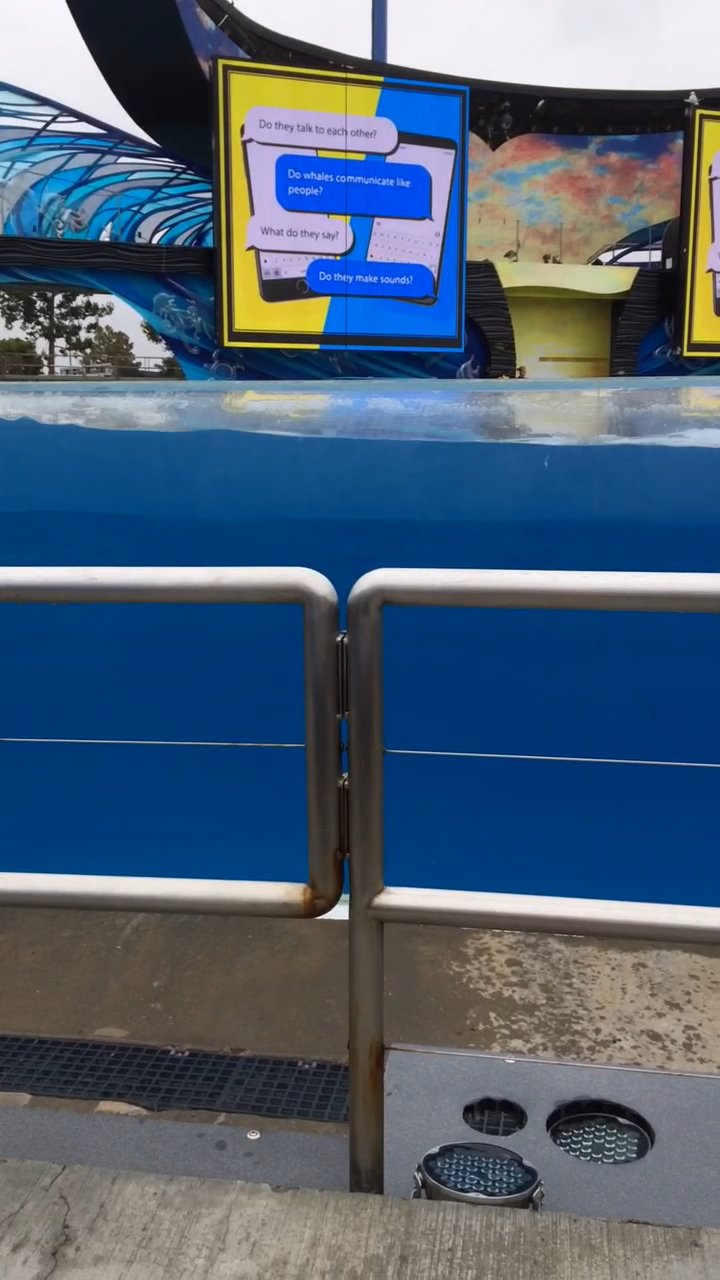 Do they talk to each other?
Do whales communicate like
people?
What do they say?
Do they make sounds?